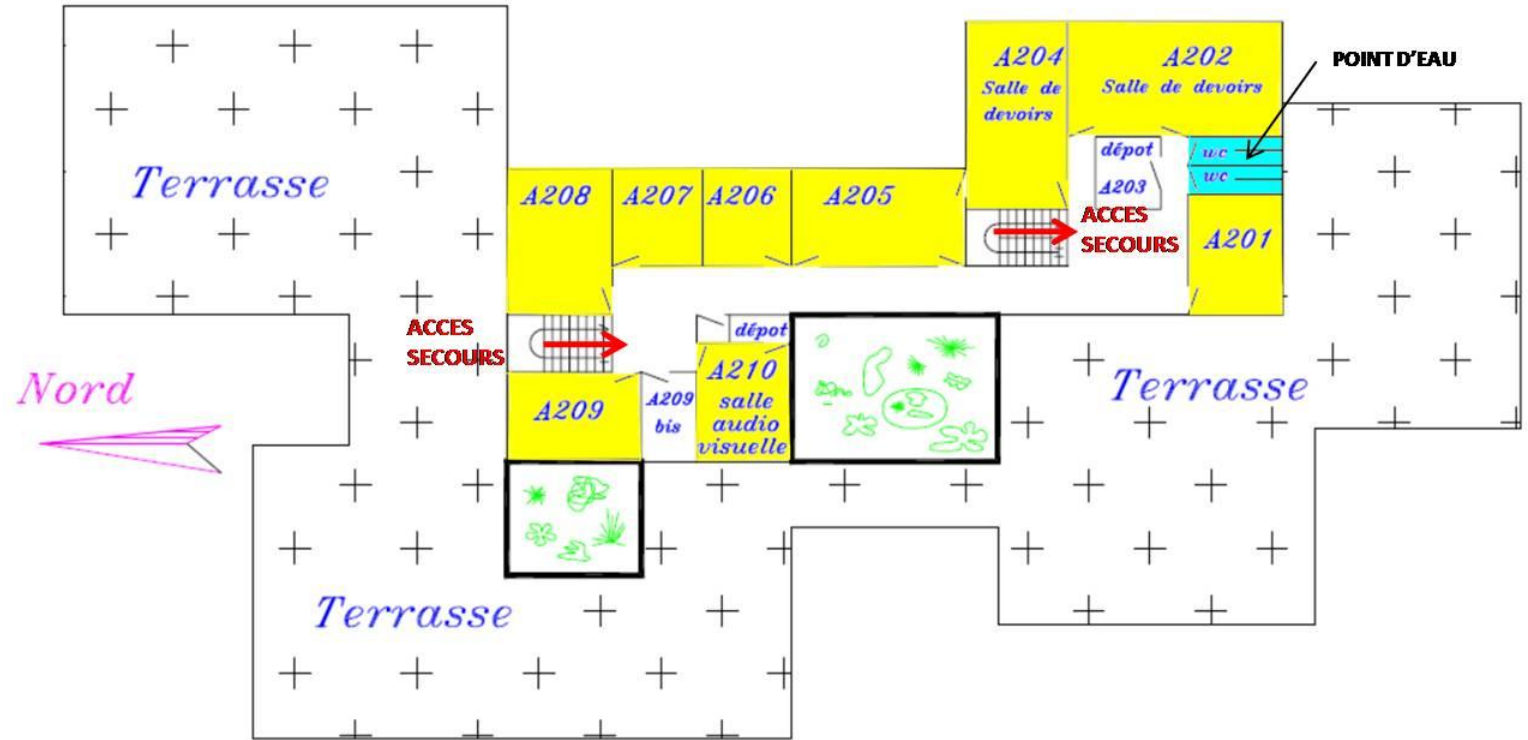 A204
Salle de
devoirs
A202
Salle de devoirs
POINT D'EAU
dépot
A203
wc
wc
Terrasse
A208
A207
A206
A205
ACCES
SECOURS
A201
ACCES
SECOURS
dépot
A210
salle
audio
visuelle
A209
A209
bis
Nord
Terrasse
Terrasse